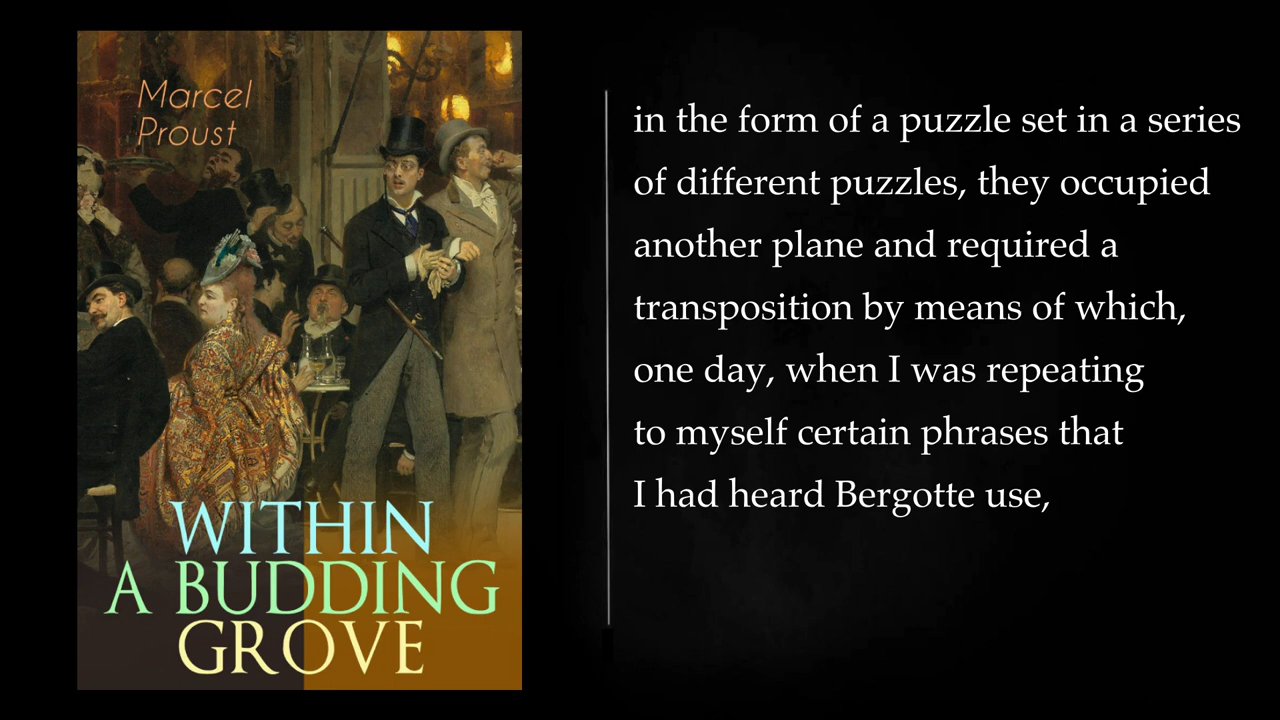 Marcel
Proust
WITHIN
A BUDDING
GROVE
in the form of a puzzle set in a series
of different puzzles, they occupied
another plane and required a
transposition by means of which,
one day, when I was repeating
to myself certain phrases that
I had heard Bergotte use,